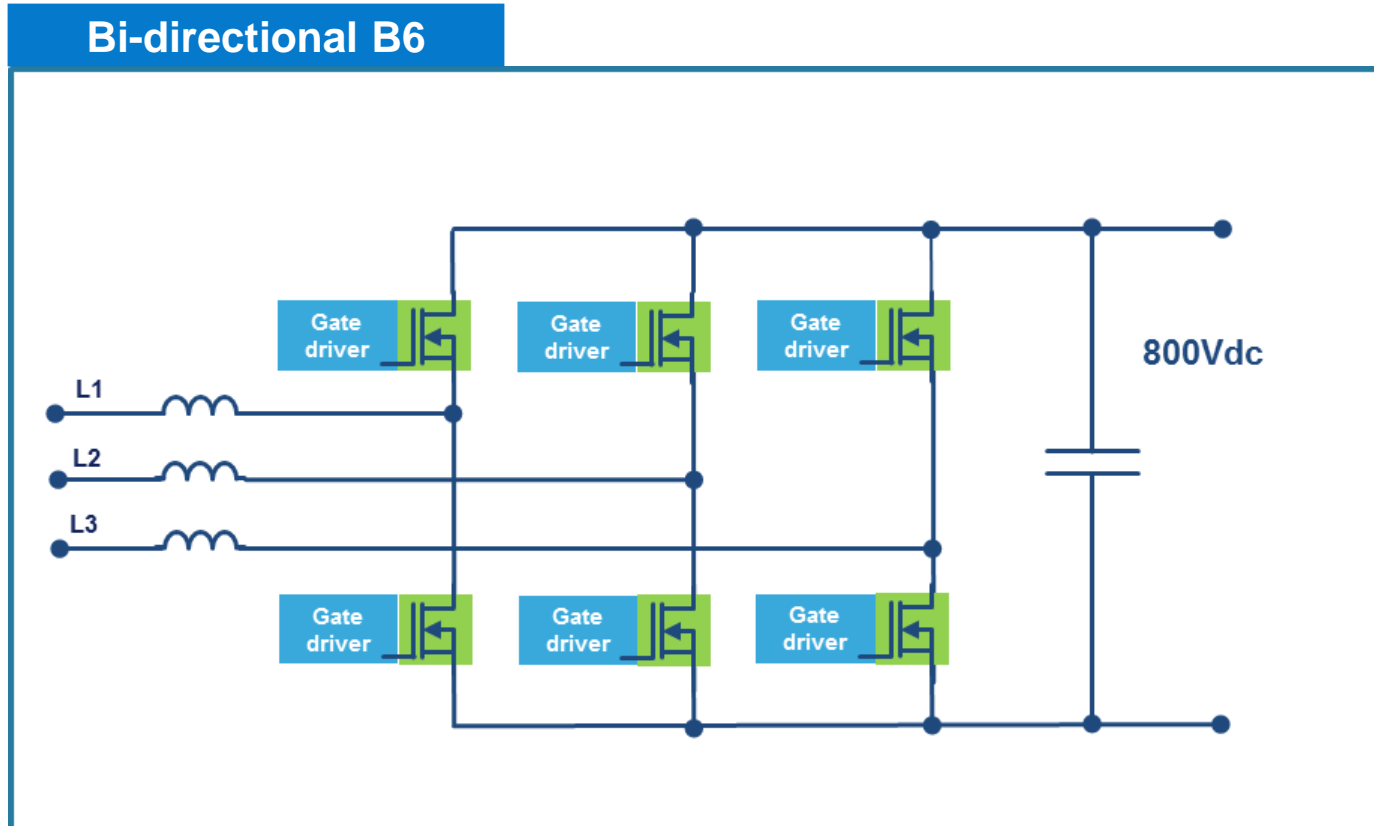 Bi-directional B6
Gate
driver
Gate
driver
Gate
driver
800Vdc
L1
L2
L3
Gate
driver
Gate
driver
Gate
driver